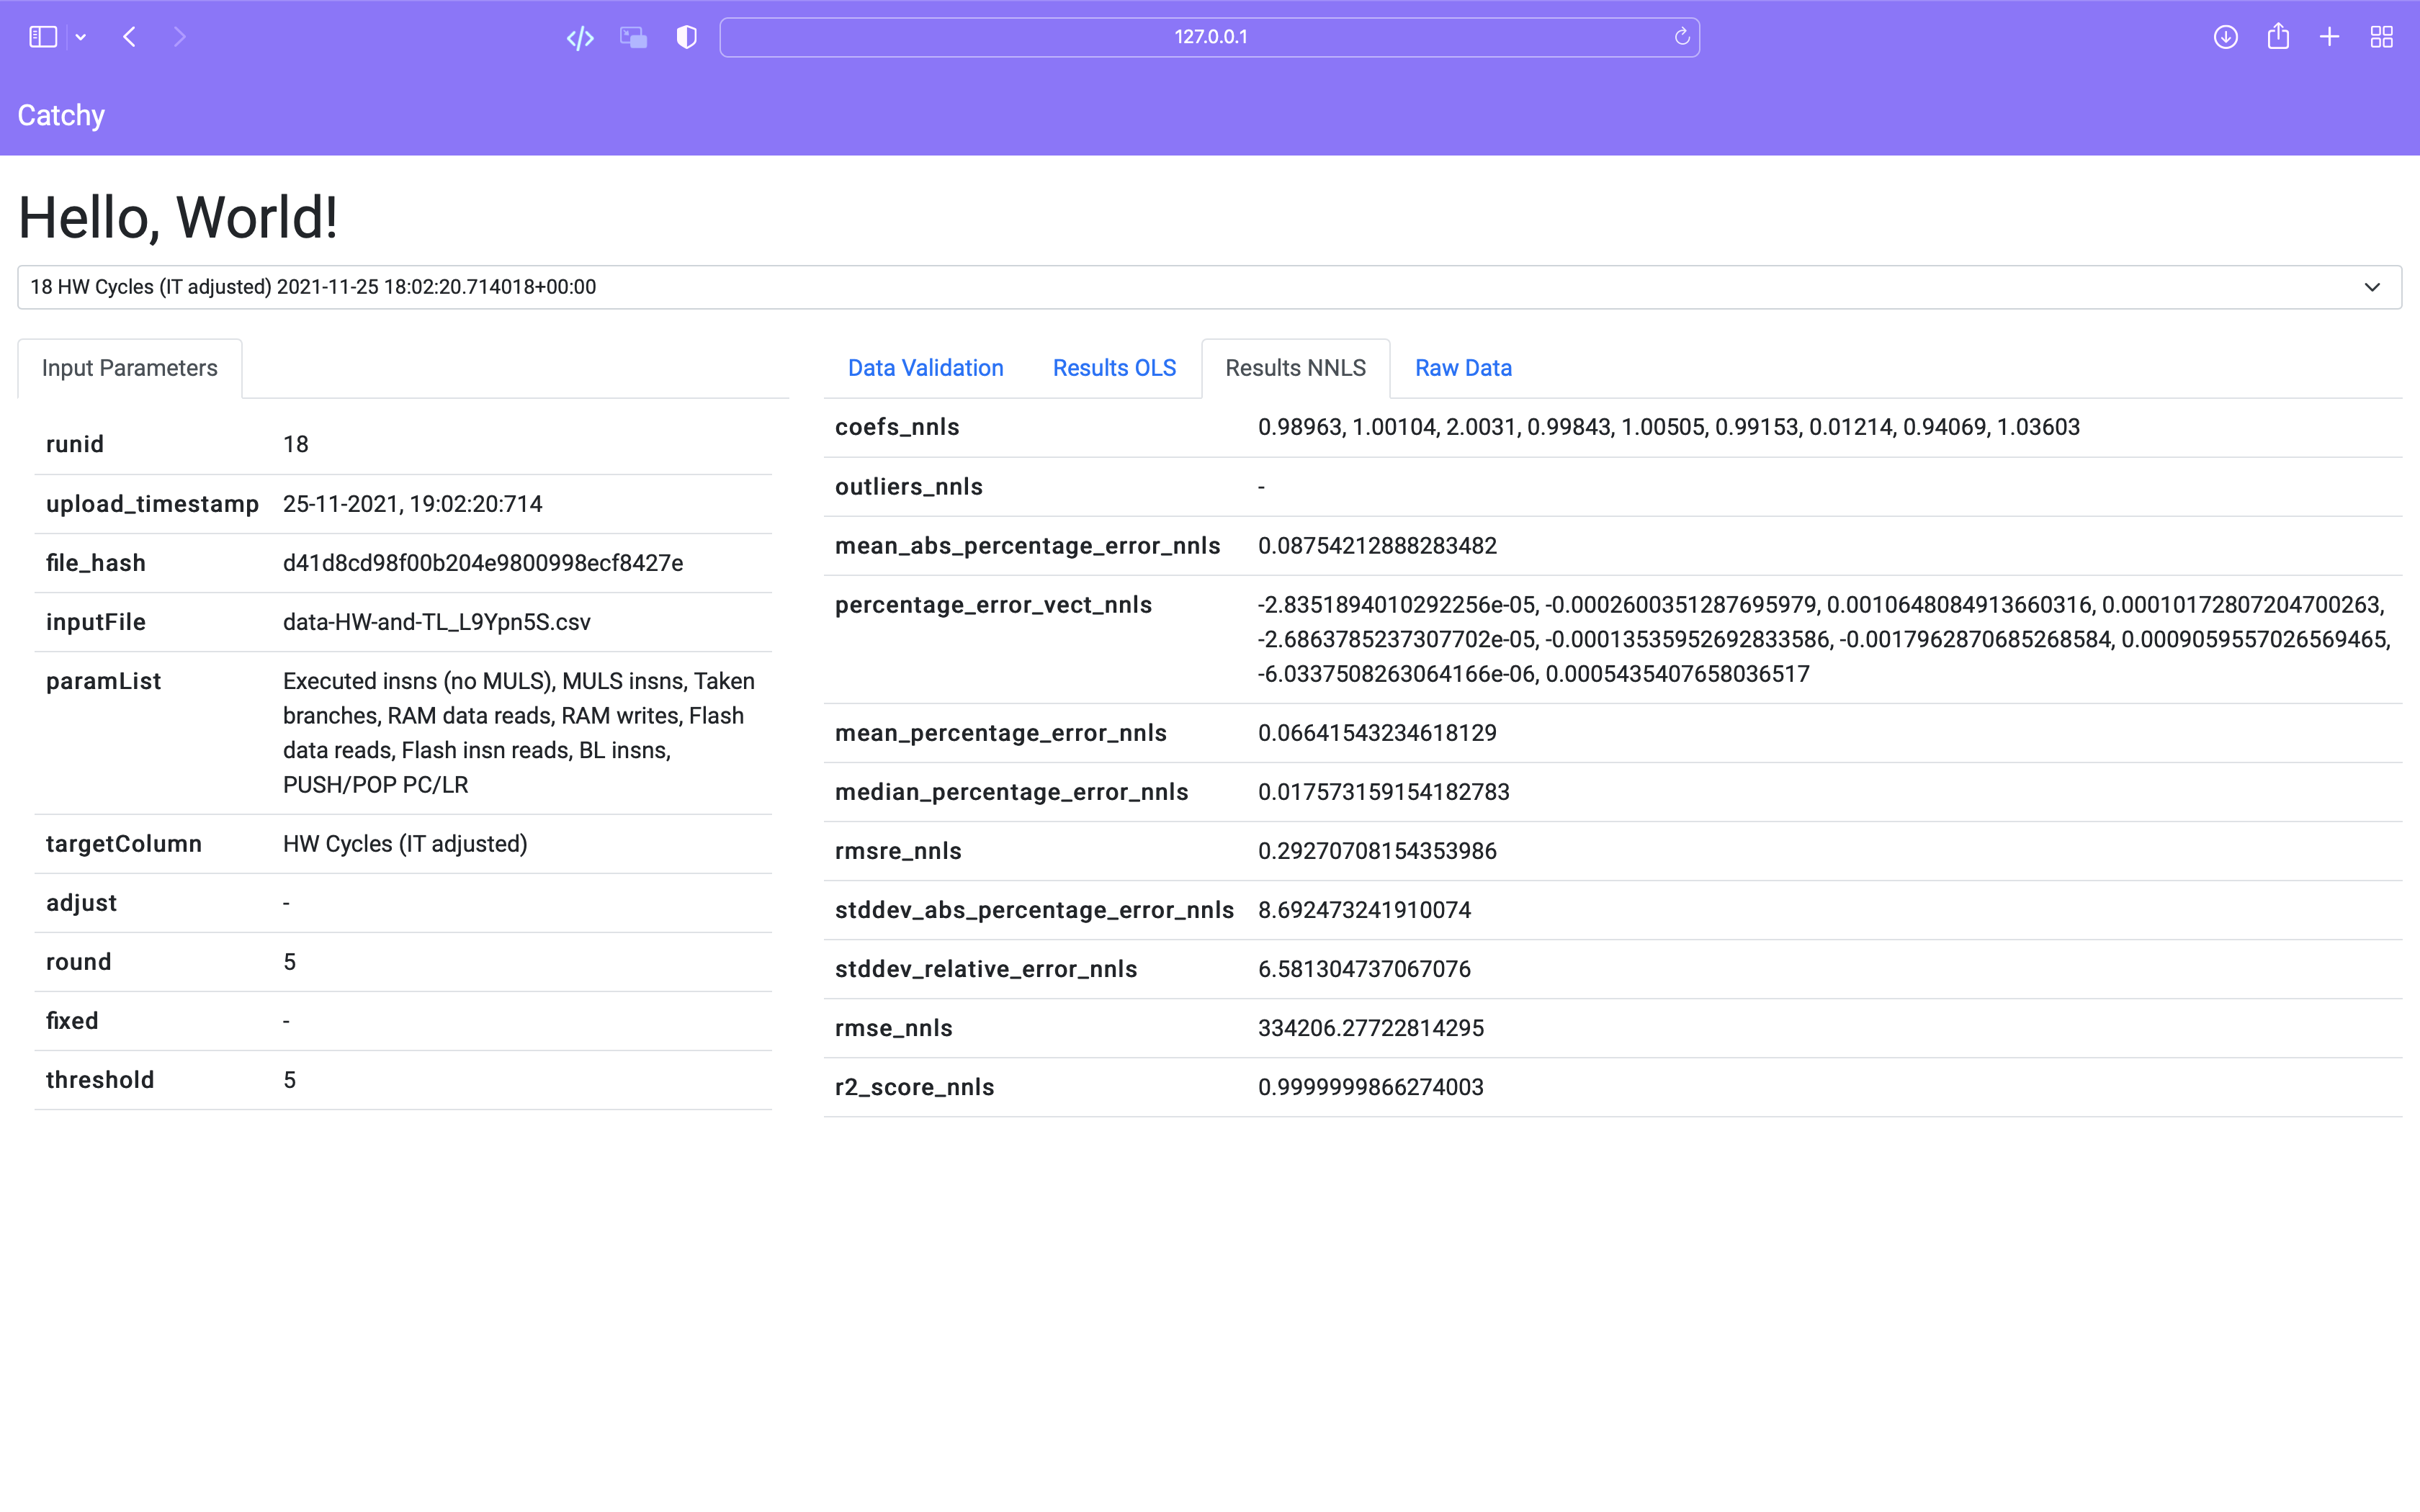 127.0.0.1
Catchy
Hello, World!
18 HW Cycles (IT adjusted) 2021-11-25 18:02:20.714018+00:00
Input Parameters
runid 18
upload_timestamp 25-11-2021, 19:02:20:714
file_hash d41d8cd98f00b204e9800998ecf8427e
inputFile data-HW-and-TL_L9Ypn5S.csv
paramList Executed insns (no MULS), MULS insns, Taken
branches, RAM data reads, RAM writes, Flash
data reads, Flash insn reads, BL insns,
PUSH/POP PC/LR
targetColumn HW Cycles (IT adjusted)
adjust -
round 5
fixed -
threshold 5
Data Validation Results OLS Results NNLS Raw Data
coefs_nnls 0.98963, 1.00104, 2.0031, 0.99843, 1.00505, 0.99153, 0.01214, 0.94069, 1.03603
outliers_nnls -
mean_abs_percentage_error_nnls 0.08754212888283482
percentage_error_vect_nnls -2.8351894010292256e-05, -0.0002600351287695979, 0.0010648084913660316, 0.00010172807204700263,
-2.6863785237307702e-05, -0.00013535952692833586, -0.0017962870685268584, 0.0009059557026569465,
-6.0337508263064166e-06, 0.0005435407658036517
mean_percentage_error_nnls 0.06641543234618129
median_percentage_error_nnls 0.017573159154182783
rmsre_nnls 0.29270708154353986
stddev_abs_percentage_error_nnls 8.692473241910074
stddev_relative_error_nnls 6.581304737067076
rmse_nnls 334206.27722814295
r2_score_nnls 0.9999999866274003